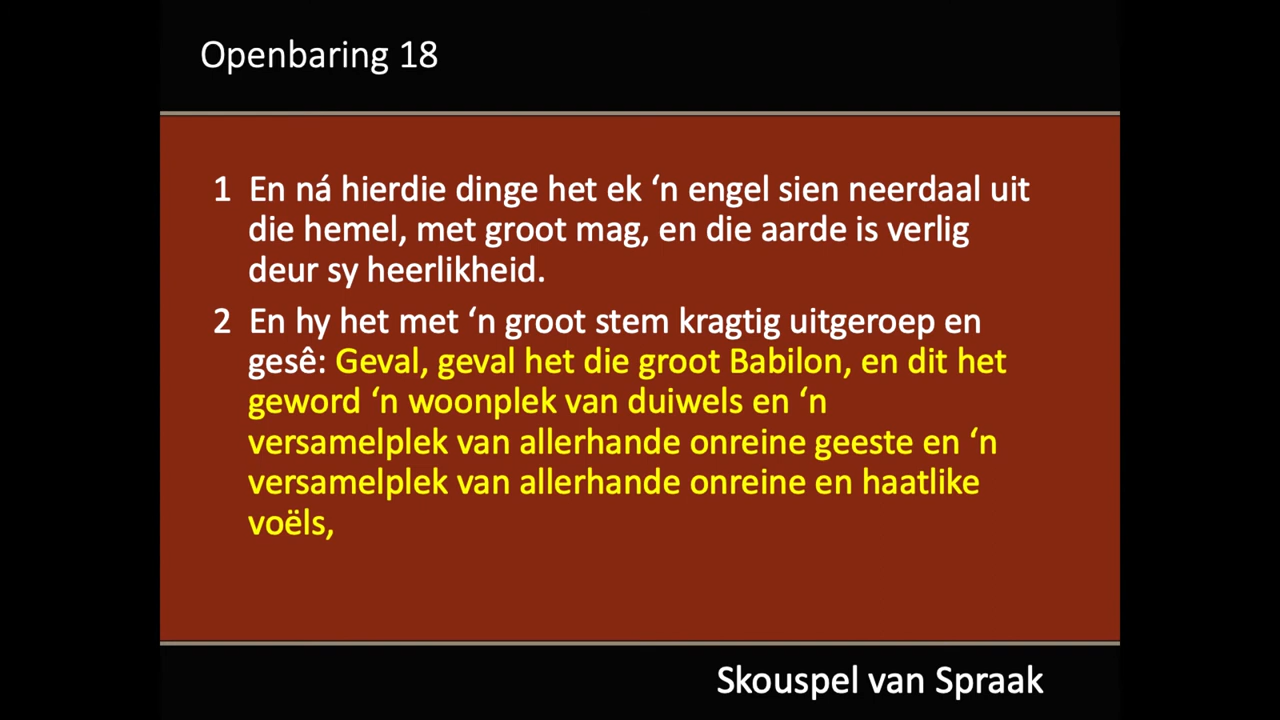 Openbaring 18
1 En ná hierdie dinge het ek ‘n engel sien neerdaal uit
die hemel, met groot mag, en die aarde is verlig
deur sy heerlikheid.
2 En hy het met ‘n groot stem kragtig uitgeroep en
gesê: Geval, geval het die groot Babilon, en dit het
geword ‘n woonplek van duiwels en ‘n
versamelplek van allerhande onreine geeste en ‘n
versamelplek van allerhande onreine en haatlike
voëls,
Skouspel van Spraak